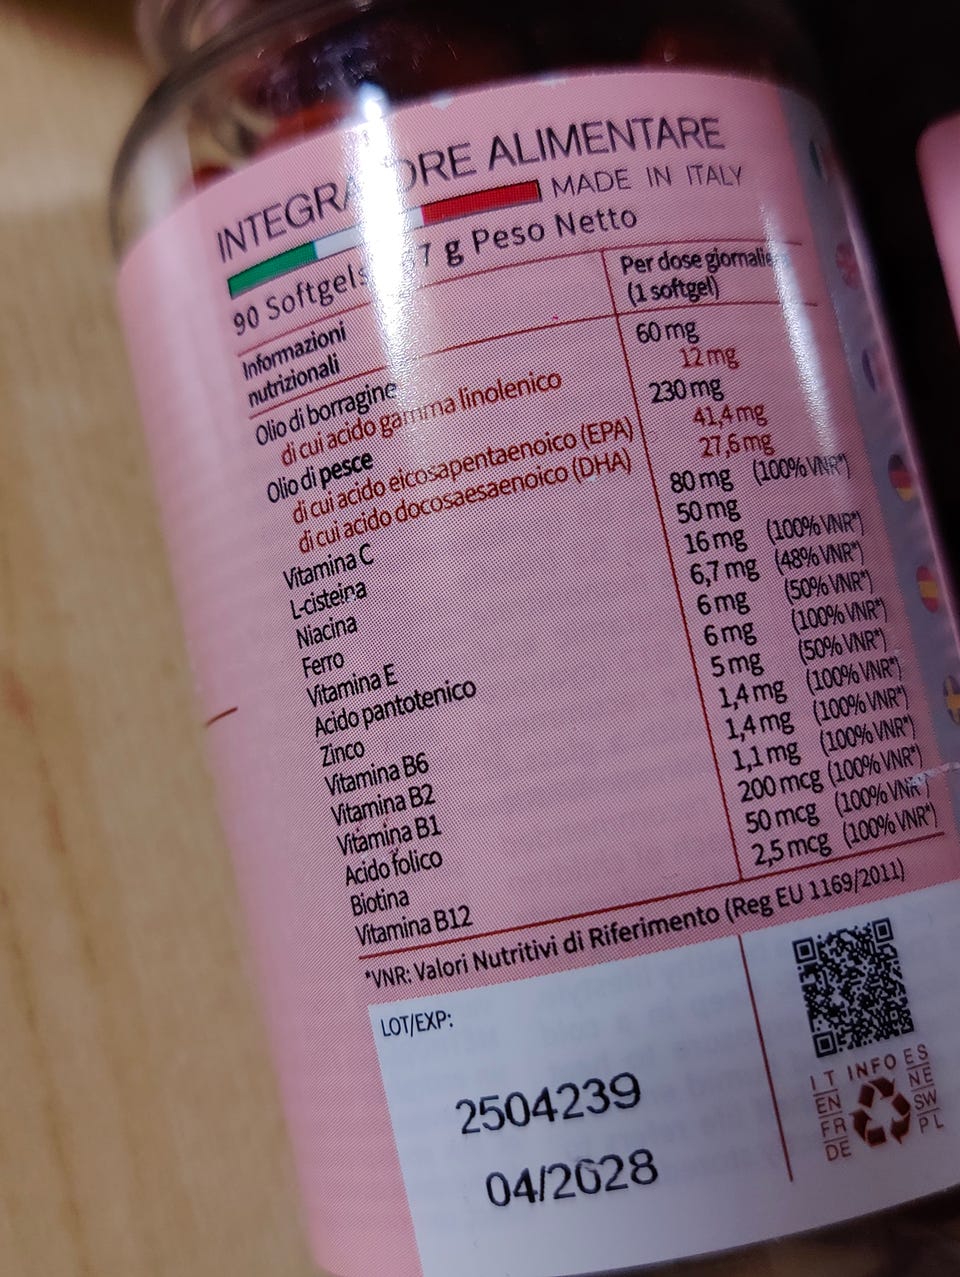 INTEGRATORE ALIMENTARE
MADE IN ITALY
90 Softgels 7 g Peso Netto
Informazioni nutrizionali
Per dose giornaliera
(1 softgel)
Olio di borragine 60 mg
di cui acido gamma linolenico 12 mg
Olio di pesce 230 mg
di cui acido eicosapentaenoico (EPA) 41,4 mg
di cui acido docosaesaenoico (DHA) 27,6 mg
Vitamina C 80 mg (100% VNR*)
L-cisteina 50 mg
Niacina 16 mg (100% VNR*)
Ferro 6,7 mg (48% VNR*)
Vitamina E 6 mg (50% VNR*)
Acido pantotenico 6 mg (100% VNR*)
Zinco 5 mg (50% VNR*)
Vitamina B6 1,4 mg (100% VNR*)
Vitamina B2 1,4 mg (100% VNR*)
Vitamina B1 1,1 mg (100% VNR*)
Acido folico 200 mcg (100% VNR*)
Biotina 50 mcg (100% VNR*)
Vitamina B12 2,5 mcg (100% VNR*)
*VNR: Valori Nutritivi di Riferimento (Reg EU 1169/2011)
LOT/EXP:
2504239
04/2028
IT INFO ES
EN NE
FR SW
DE PL